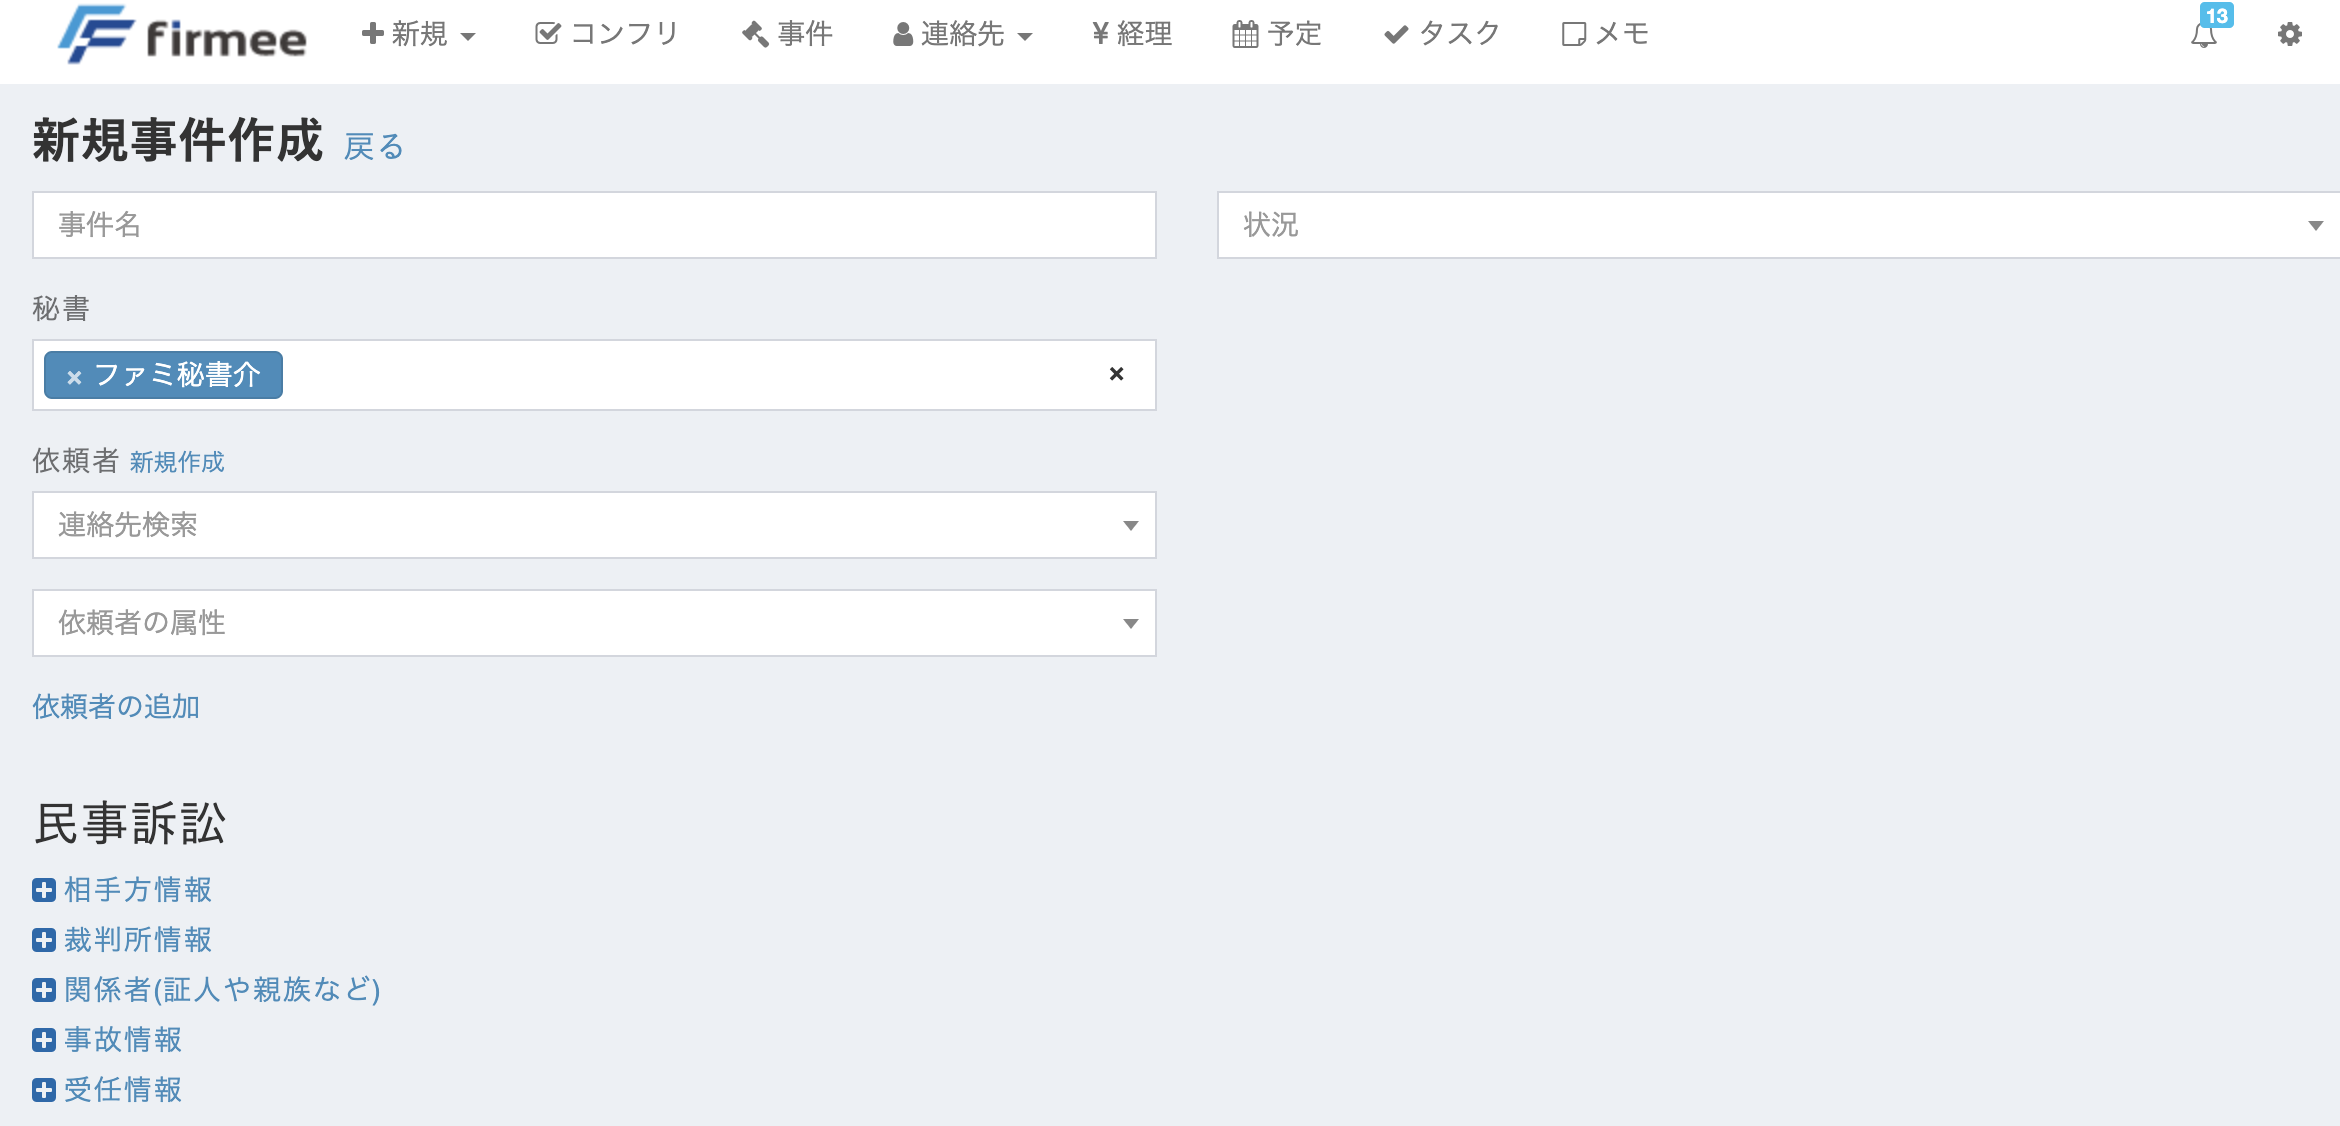 firmee 新規 コンフリ 事件 連絡先 ¥経理 予定 タスク メモ 13
新規事件作成 戻る
事件名 状況
秘書
× ファミ秘書介 ×
依頼者 新規作成
連絡先検索
依頼者の属性
依頼者の追加
民事訴訟
相手方情報
裁判所情報
関係者(証人や親族など)
事故情報
受任情報